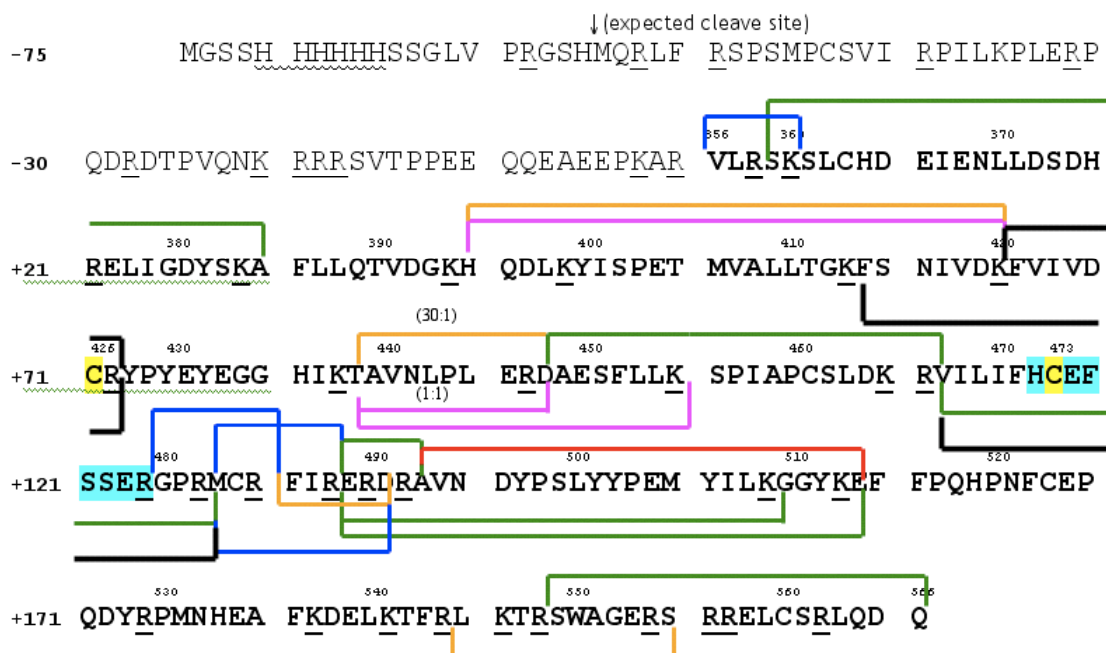 ↓(expected cleave site)
-75 MGSSH HHHHHSSGLV PRGSHMQRLF RSPSMPCSVI RPILKPLERP
356 360 370
-30 QDRDTPVQNK RRRSVTPPEE QQEAEEPKAR VLRSKSLCHD EIENLLDSDH
380 390 400 410 420
+21 RELIGDYSKA FLLQTVDGKH QDLKYISPET MVALLTGKFS NIVDKFVIVD
(30:1)
426 430 440 450 460 470 473
+71 CRYPYEYEGG HIKTAVNLPL ERDAESFLLK SPIAPCSLDK RVILIFHCEF
(1:1)
480 490 500 510 520
+121 SSERGPRMCR FIRERDRAVN DYPSLYYPEM YILKGGYKEF FPQHPNFCEP
530 540 550 560 566
+171 QDYRPMNHEA FKDELKTFRL KTRSWAGERS RRELCSRLQD Q